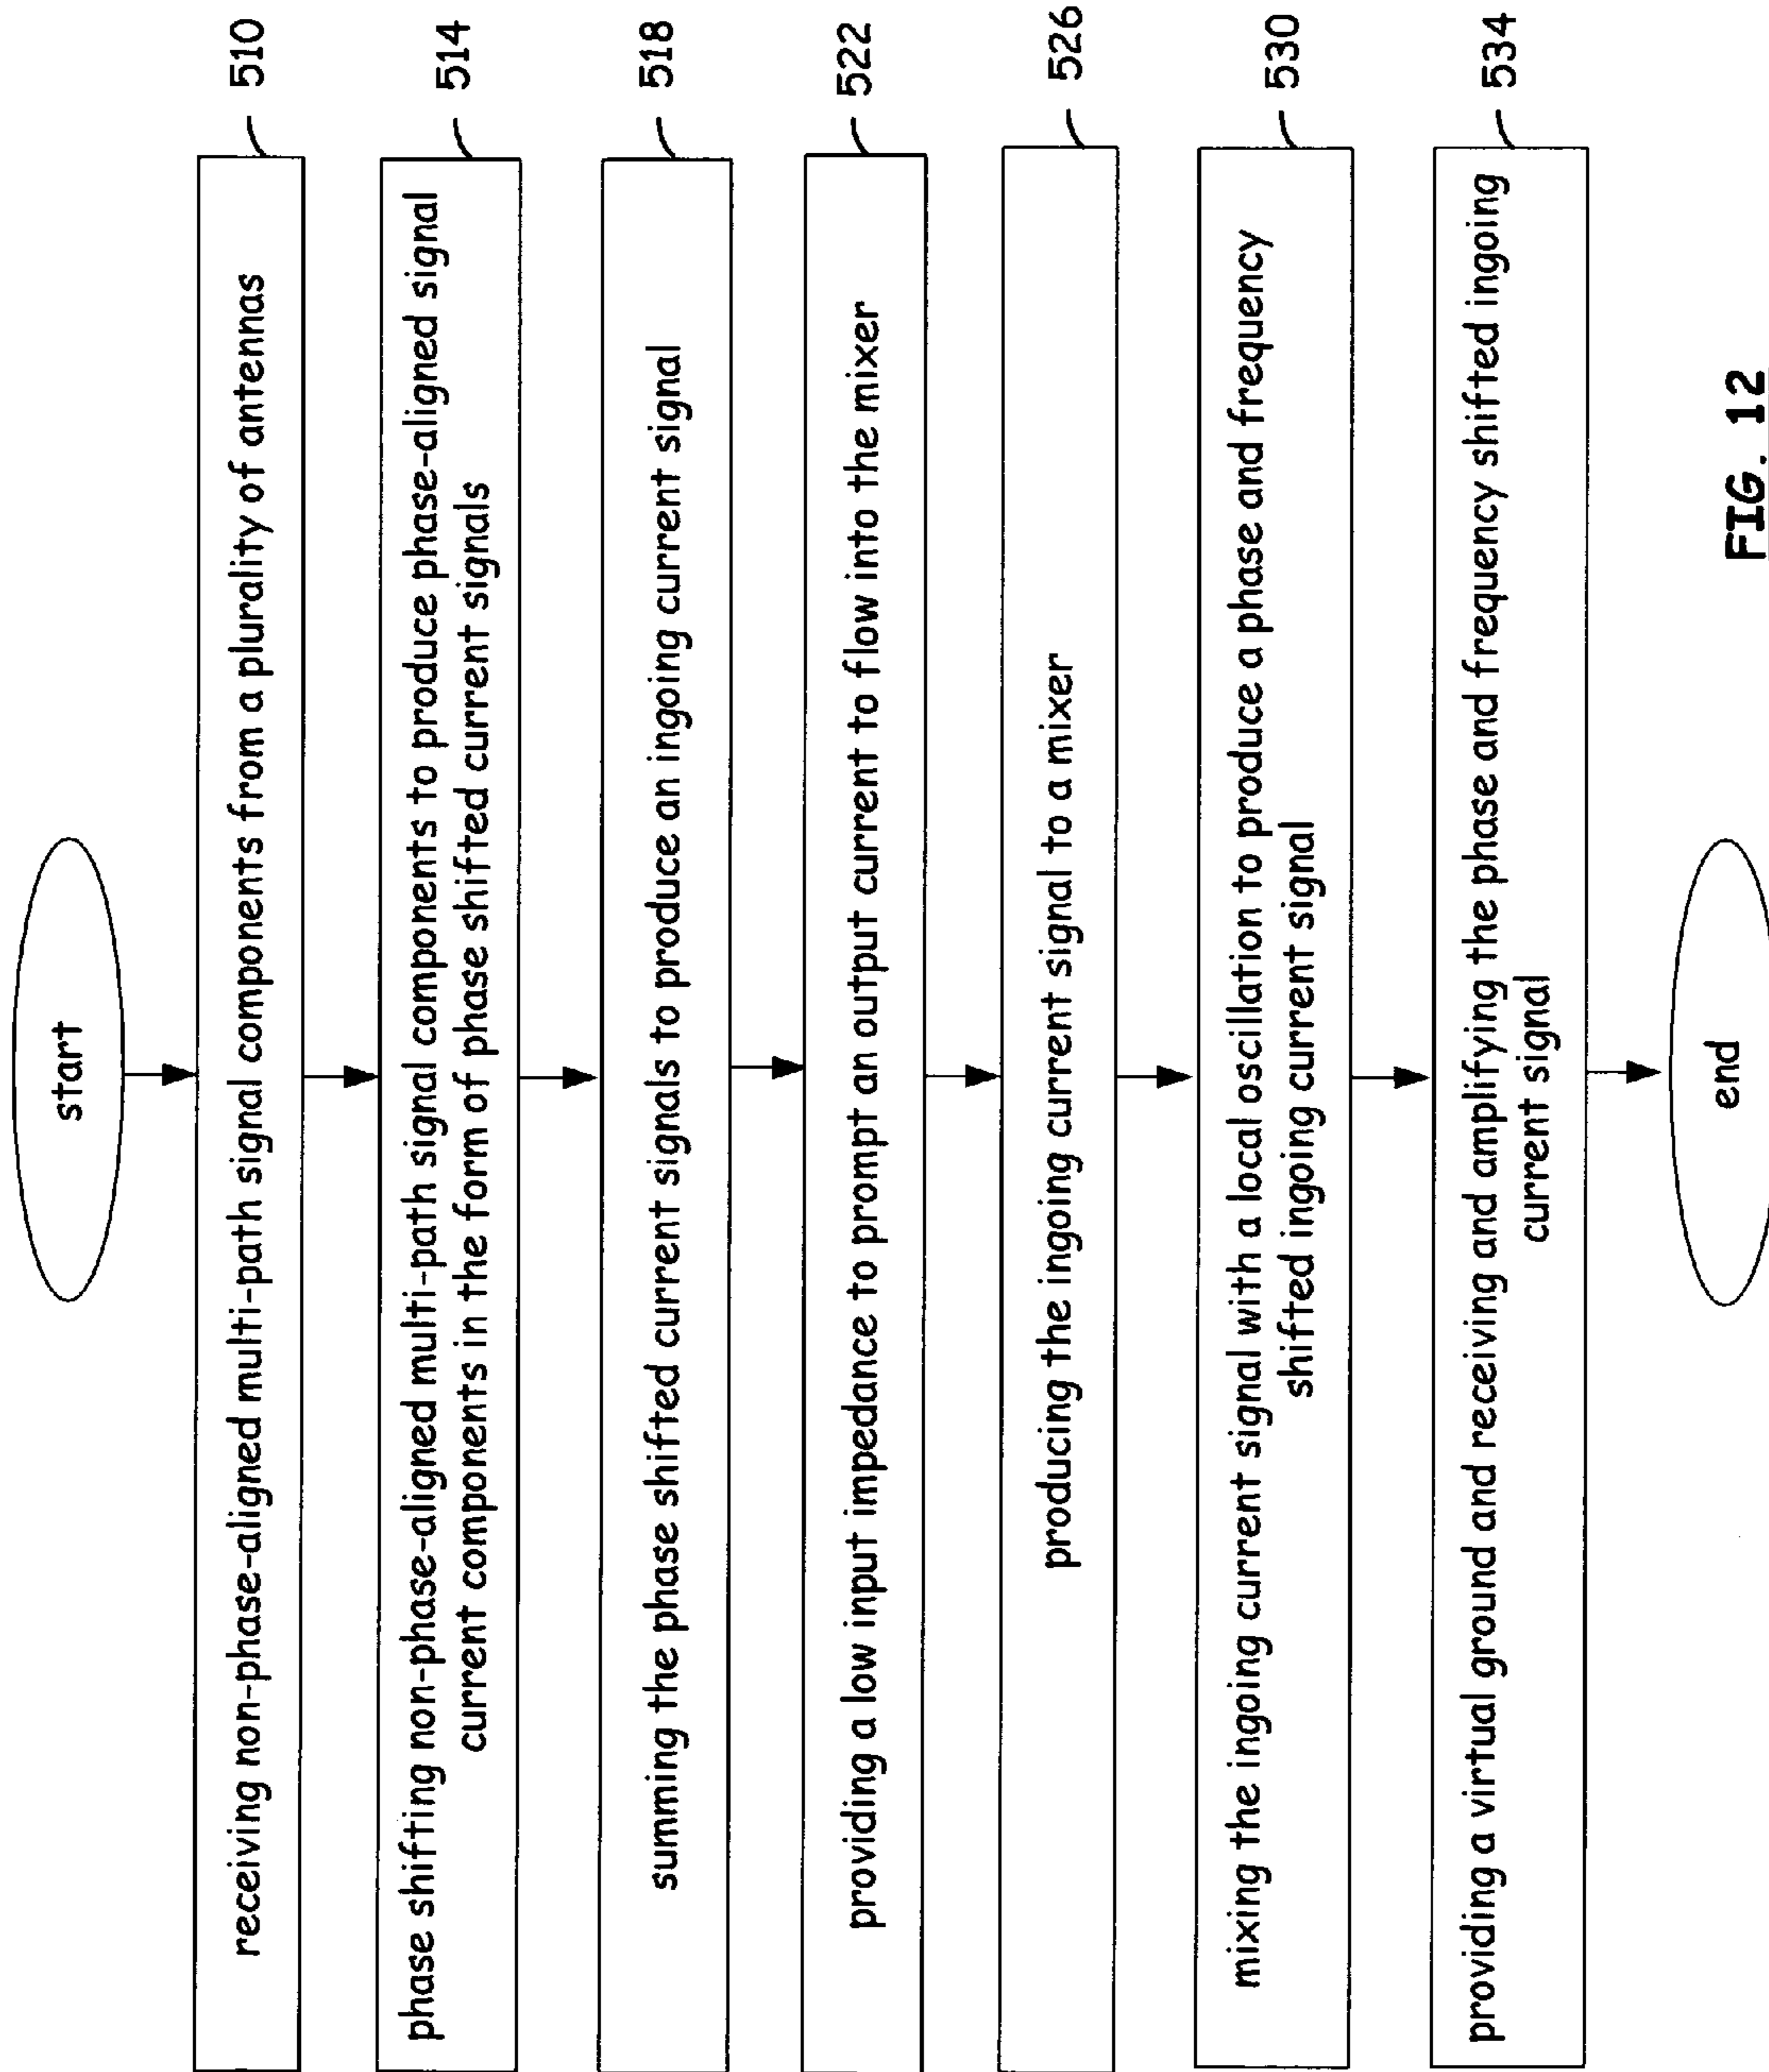 start
receiving non-phase-aligned multi-path signal components from a plurality of antennas
510
phase shifting non-phase-aligned multi-path signal components to produce phase-aligned signal
current components in the form of phase shifted current signals
514
summing the phase shifted current signals to produce an ingoing current signal
518
providing a low input impedance to prompt an output current to flow into the mixer
522
producing the ingoing current signal to a mixer
526
mixing the ingoing current signal with a local oscillation to produce a phase and frequency
shifted ingoing current signal
530
providing a virtual ground and receiving and amplifying the phase and frequency shifted ingoing
current signal
534
end
FIG. 12